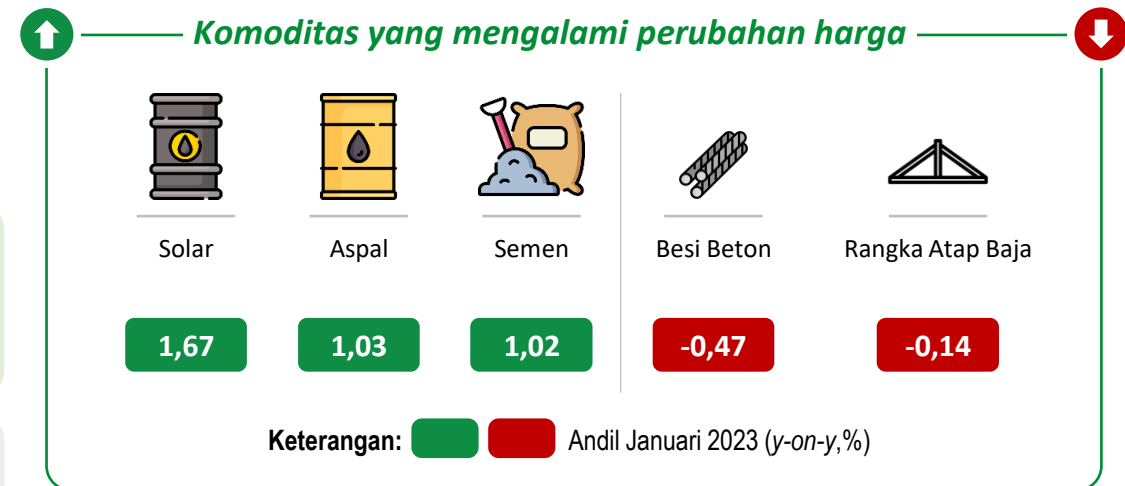 Komoditas yang mengalami perubahan harga
Solar Aspal Semen Besi Beton Rangka Atap Baja
1,67 1,03 1,02 -0,47 -0,14
Keterangan: Andil Januari 2023 (y-on-y,%)